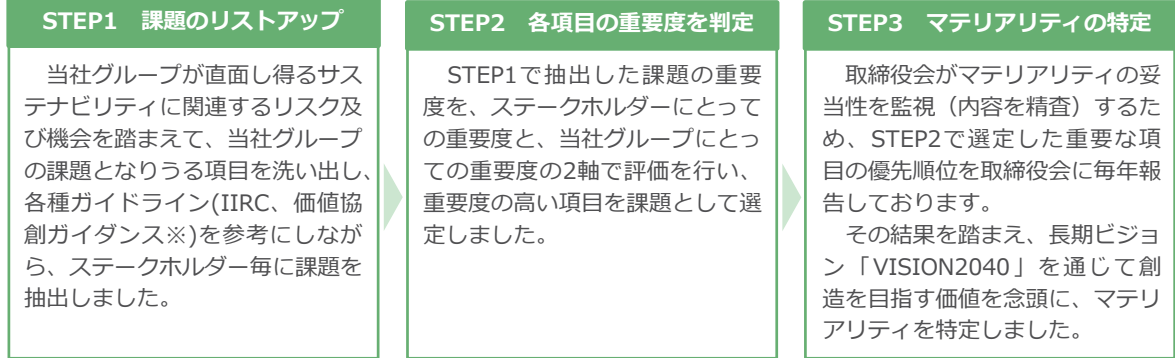 STEP1 課題のリストアップ
当社グループが直面し得るサス
テナビリティに関連するリスク及
び機会を踏まえて、当社グループ
の課題となりうる項目を洗い出し、
各種ガイドライン(IIRC、価値協
創ガイダンス※)を参考にしなが
ら、ステークホルダー毎に課題を
抽出しました。
STEP2 各項目の重要度を判定
STEP1で抽出した課題の重要
度を、ステークホルダーにとって
の重要度と、当社グループにとっ
ての重要度の2軸で評価を行い、
重要度の高い項目を課題として選
定しました。
STEP3 マテリアリティの特定
取締役会がマテリアリティの妥
当性を監視（内容を精査）するた
め、STEP2で選定した重要な項
目の優先順位を取締役会に毎年報
告しております。
その結果を踏まえ、長期ビジョ
ン「VISION2040」を通じて創
造を目指す価値を念頭に、マテリ
アリティを特定しました。